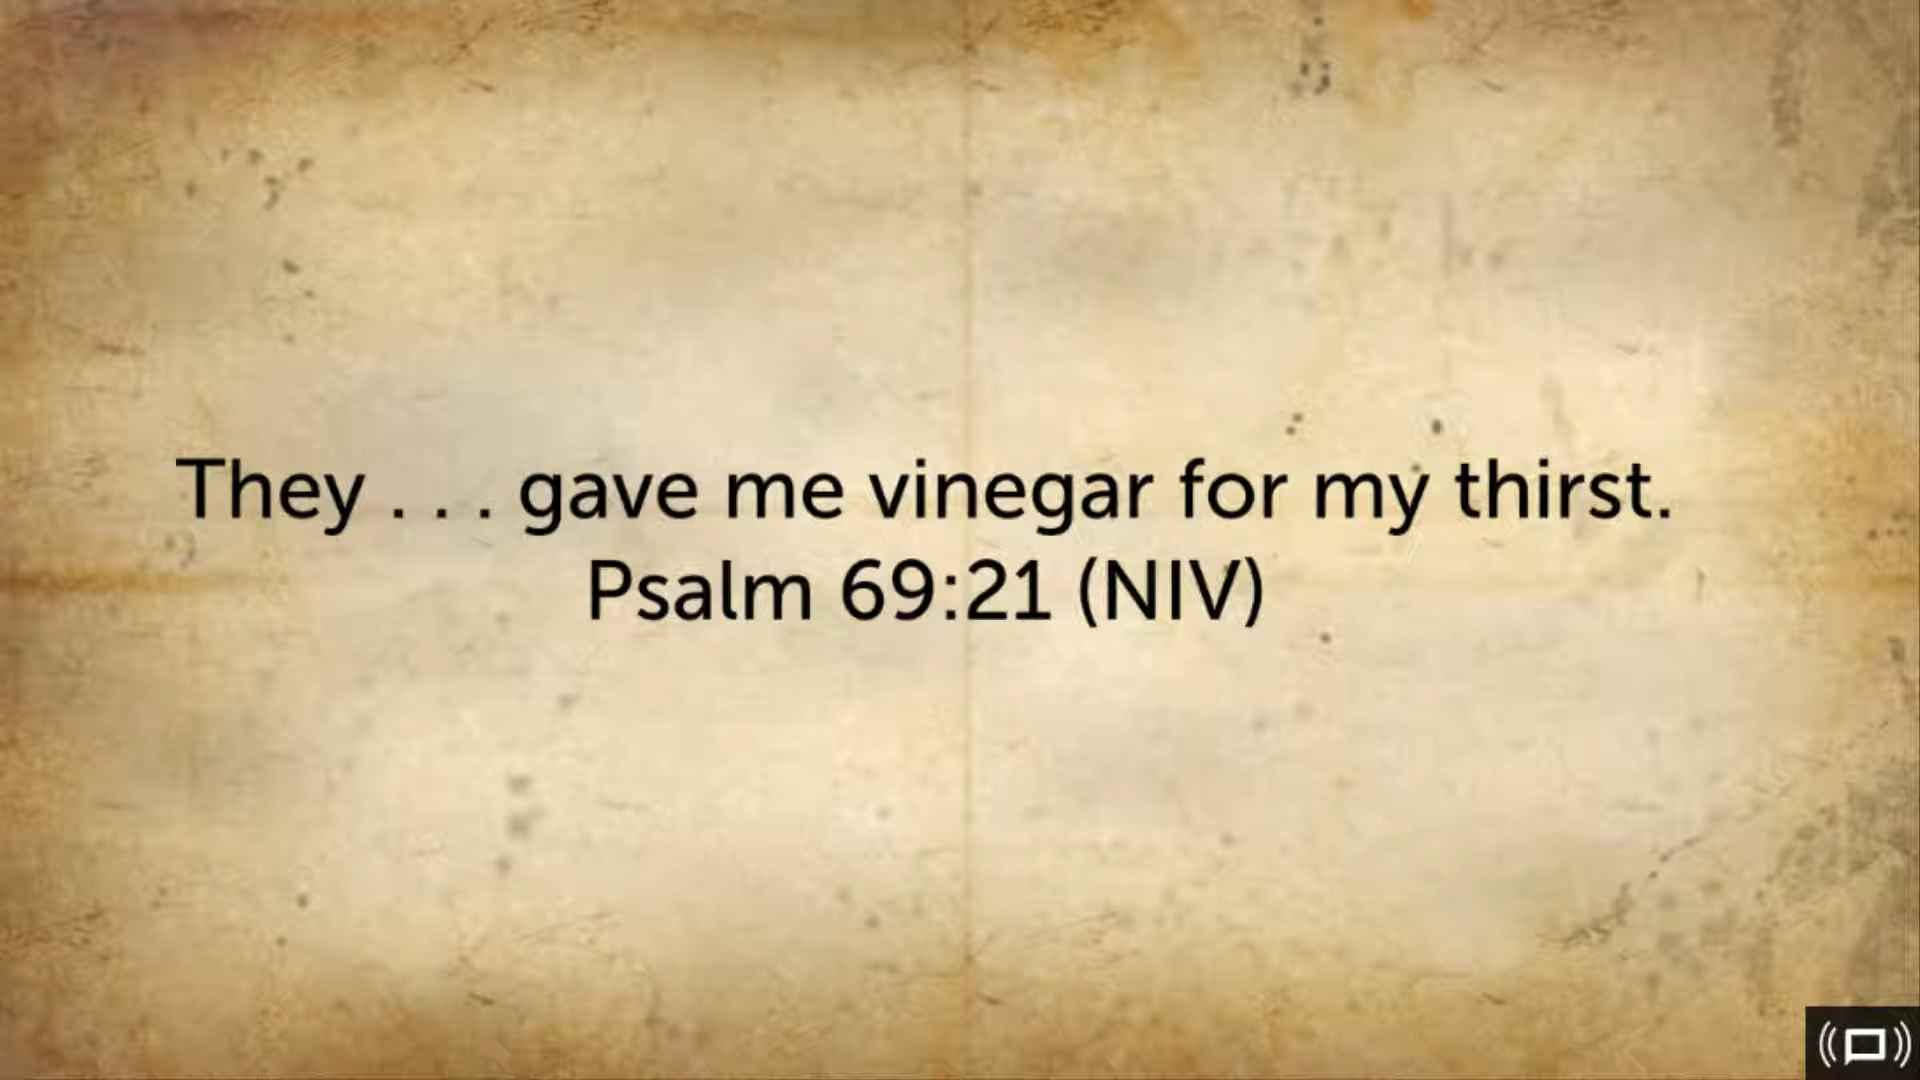 They . . . gave me vinegar for my thirst.
Psalm 69:21 (NIV)